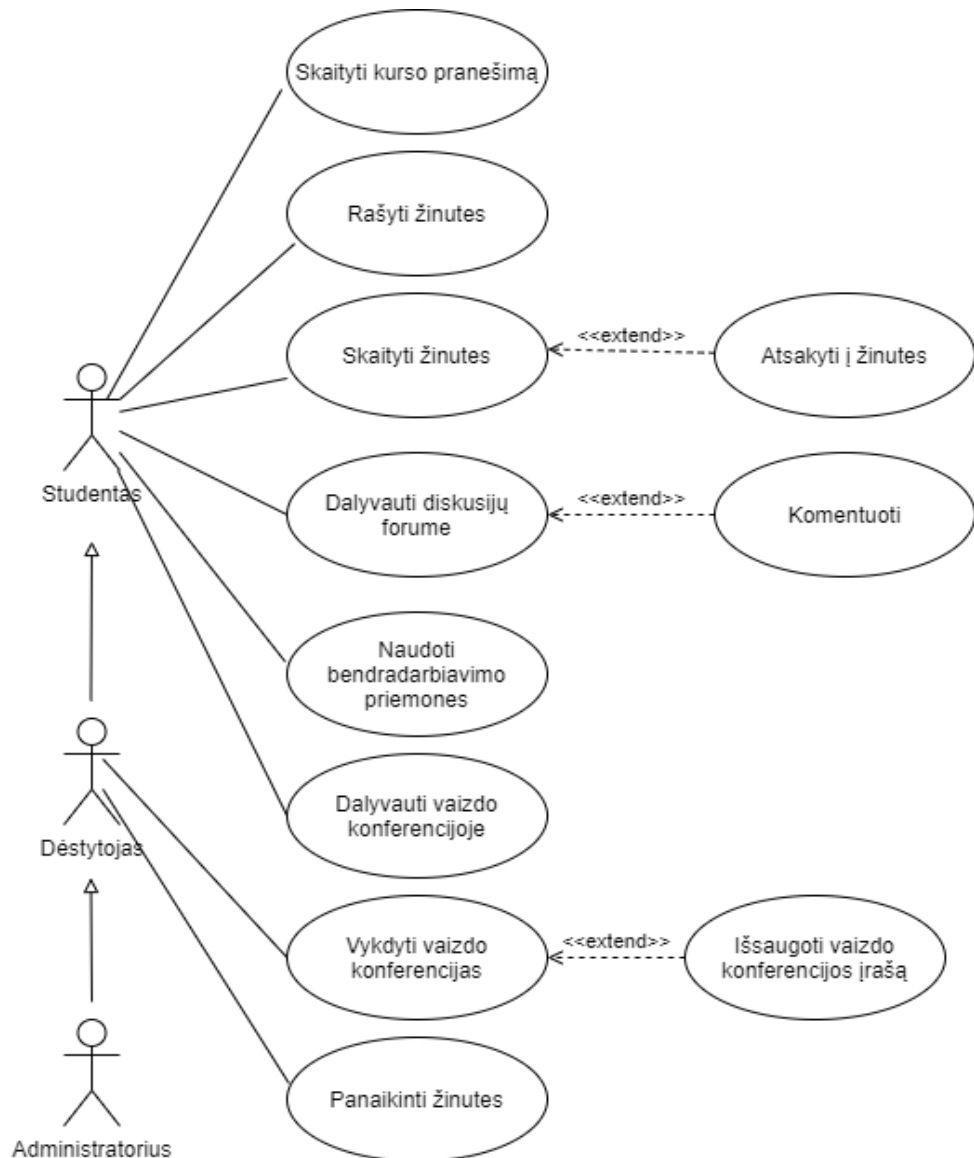 Skaityti kurso pranešimą
Rašyti žinutes
Skaityti žinutes
<<extend>>
Atsakyti į žinutes
Studentas
Dalyvauti diskusijų
forume
<<extend>>
Komentuoti
Naudoti
bendradarbiavimo
priemones
Dalyvauti vaizdo
konferencijoje
Dėstytojas
Vykdyti vaizdo
konferencijas
<<extend>>
Išsaugoti vaizdo
konferencijos įrašą
Panaikinti žinutes
Administratorius